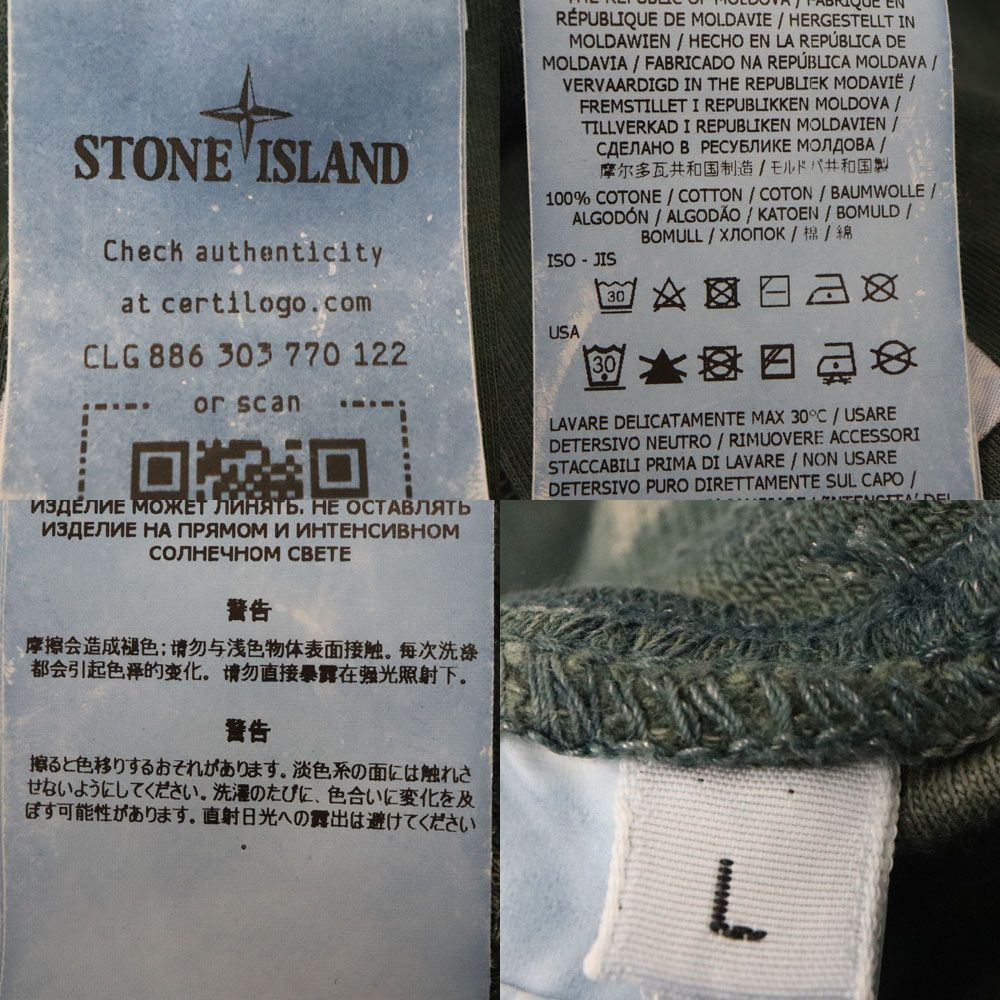 STONE ISLAND
Check authenticity
at certilogo.com
CLG 886 303 770 122
or scan
THE REPUBLIC OF MOLDOVA / FABRIQUÉ EN
RÉPUBLIQUE DE MOLDAVIE / HERGESTELLT IN
MOLDAWIEN / HECHO EN LA REPÚBLICA DE
MOLDAVIA / FABRICADO NA REPÚBLICA MOLDAVA /
VERVAARDIGD IN THE REPUBLIEK MODAVIË /
FREMSTILLET I REPUBLIKKEN MOLDOVA /
TILLVERKAD I REPUBLIKEN MOLDAVIEN /
СДЕЛАНО В РЕСУБЛИКЕ МОЛДОВА /
摩尔多瓦共和国制造 / モルドバ共和国製
100% COTONE / COTTON / COTON / BAUMWOLLE /
ALGODÓN / ALGODÃO / KATOEN / BOMULD /
BOMULL / ХЛОПОК / 棉 / 綿
ISO - JIS
30
USA
30
LAVARE DELICATAMENTE MAX 30°C / USARE
DETERSIVO NEUTRO / RIMUOVERE ACCESSORI
STACCABILI PRIMA DI LAVARE / NON USARE
DETERSIVO PURO DIRETTAMENTE SUL CAPO /
L'INTENSITA' DEL
ИЗДЕЛИЕ МОЖЕТ ЛИНЯТЬ. НЕ ОСТАВЛЯТЬ
ИЗДЕЛИЕ НА ПРЯМОМ И ИНТЕНСИВНОМ
СОЛНЕЧНОМ СВЕТЕ
警告
摩擦会造成褪色；请勿与浅色物体表面接触。每次洗涤
都会引起色泽的变化。请勿直接暴露在强光照射下。
警告
擦ると色移りするおそれがあります。淡色系の面には触れさ
せないようにしてください。洗濯のたびに、色合いに変化を及
ぼす可能性があります。直射日光への露出は避けてください
。
L